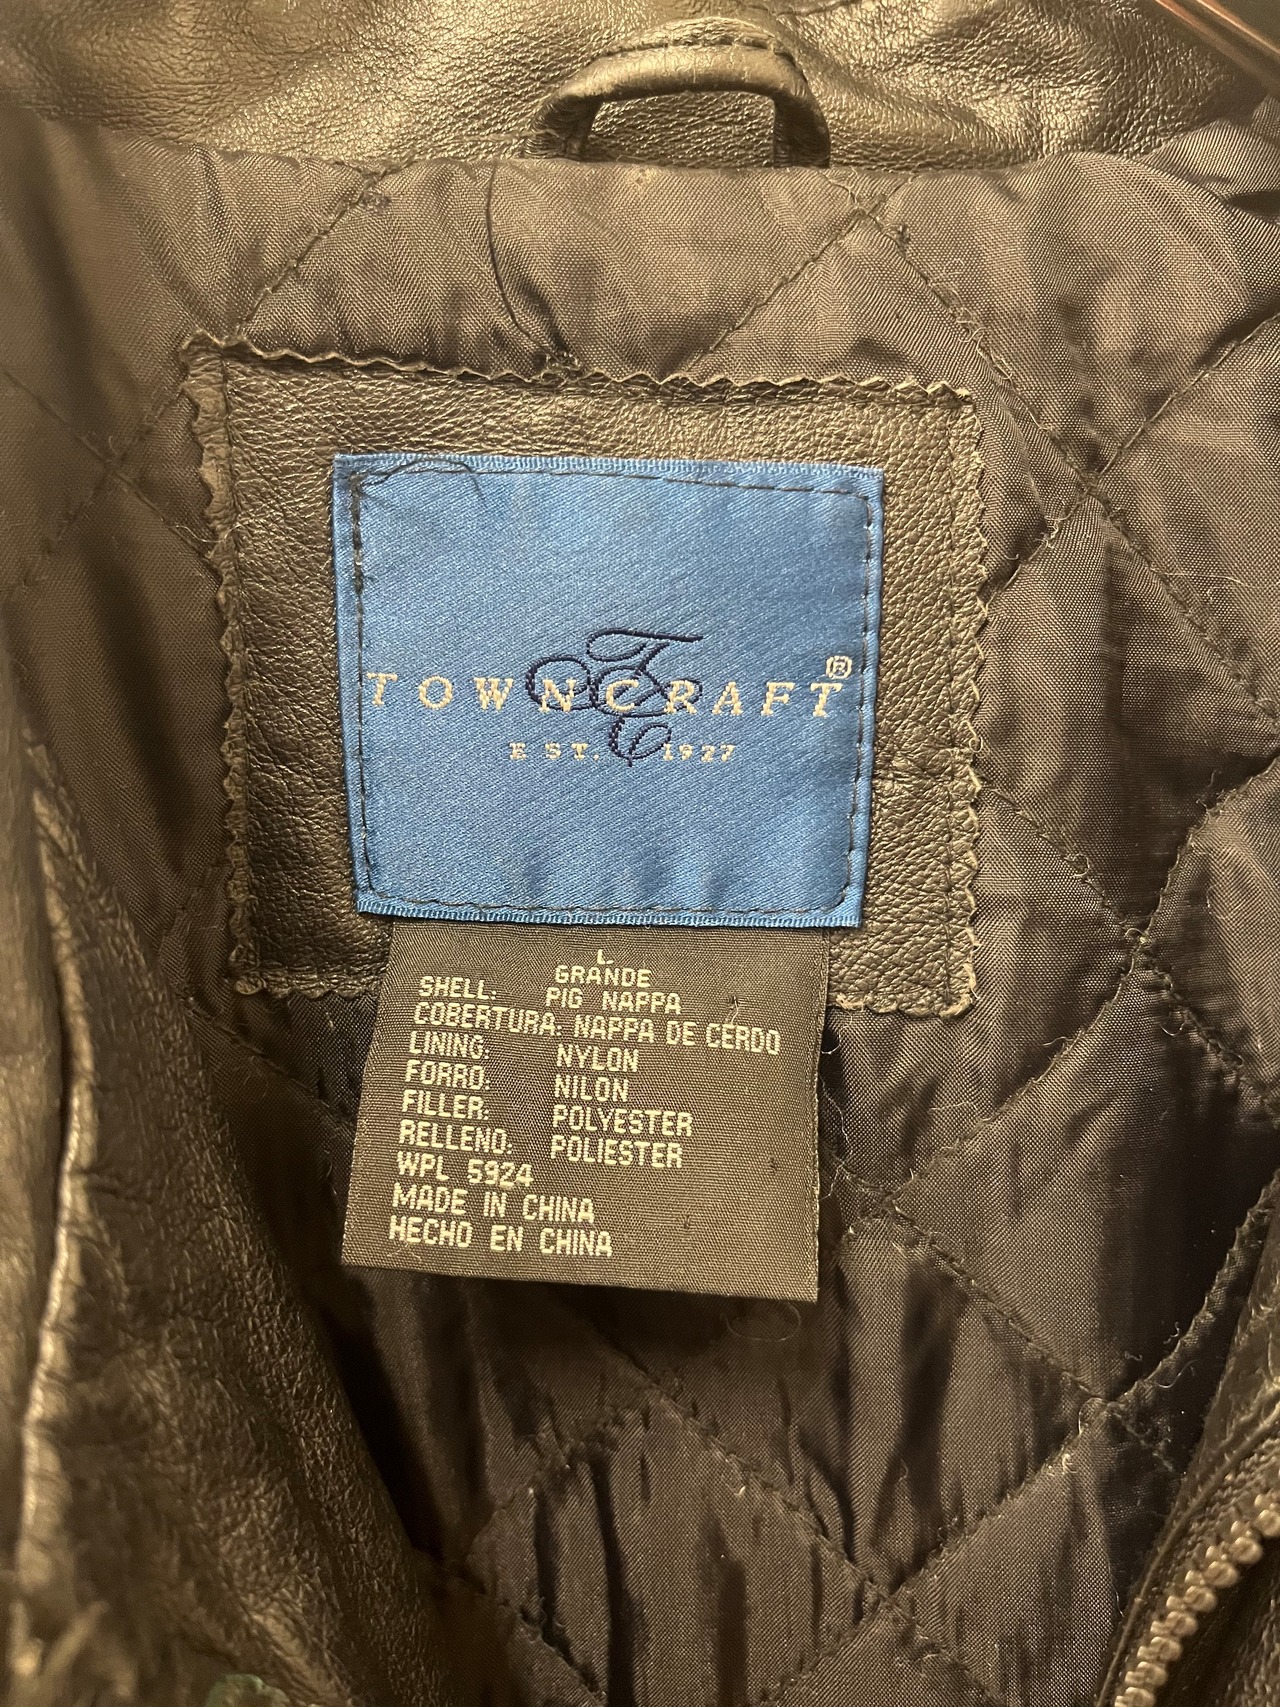 TOWNCRAFT®
EST. 1927
L
GRANDE
SHELL: PIG NAPPA
COBERTURA: NAPPA DE CERDO
LINING: NYLON
FORRO: NILON
FILLER: POLYESTER
RELLENO: POLIESTER
WPL 5924
MADE IN CHINA
HECHO EN CHINA